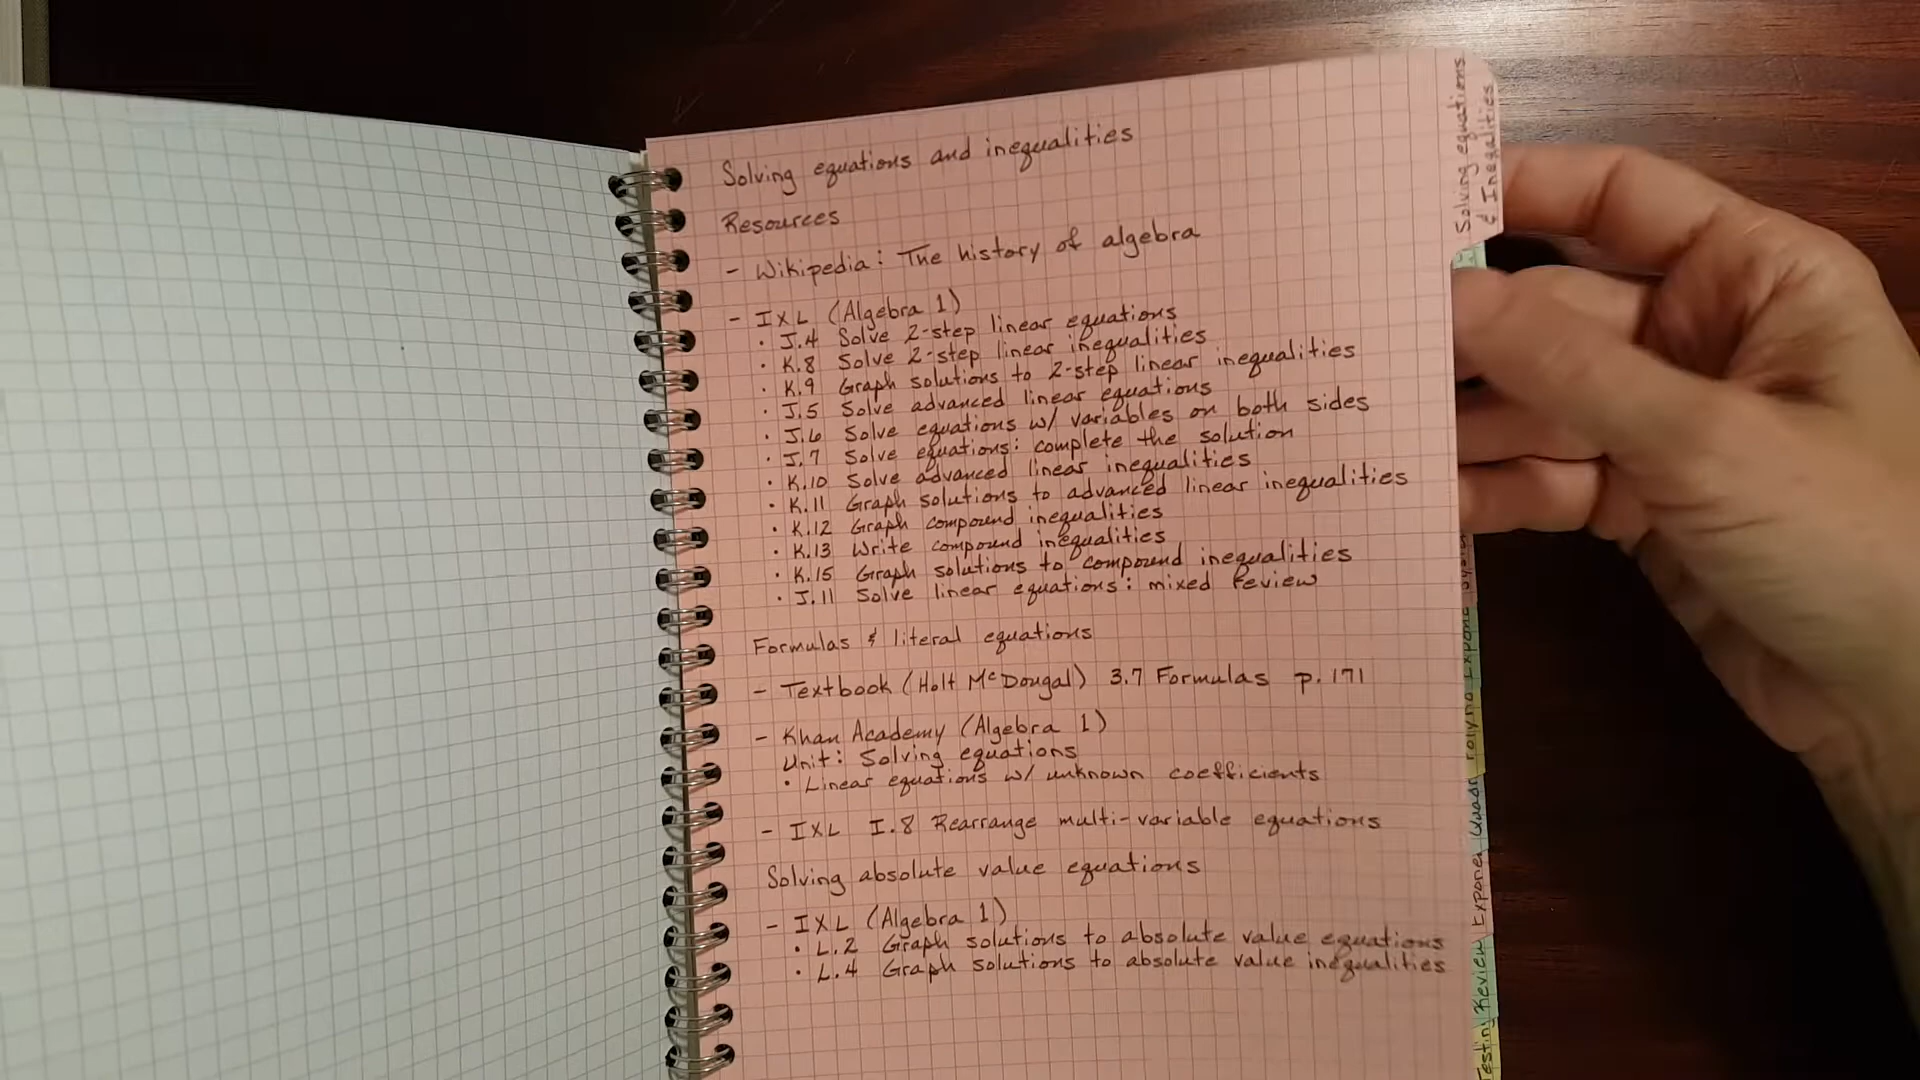 Solving equations and inequalities
Resources
- Wikipedia: The history of algebra
- IXL (Algebra 1)
· J.4 Solve 2-step linear equations
· K.8 Solve 2-step linear inequalities
· K.9 Graph solutions to 2-step linear inequalities
· J.5 Solve advanced linear equations
· J.6 Solve equations w/ variables on both sides
· J.7 Solve equations: complete the solution
· K.10 Solve advanced linear inequalities
· K.11 Graph solutions to advanced linear inequalities
· K.12 Graph compound inequalities
· K.13 Write compound inequalities
· K.15 Graph solutions to compound inequalities
· J.11 Solve linear equations: mixed review
Formulas & literal equations
- Textbook (Holt McDougal) 3.7 Formulas p. 171
- Khan Academy (Algebra 1)
Unit: Solving equations
· Linear equations w/ unknown coefficients
- IXL I.8 Rearrange multi-variable equations
Solving absolute value equations
- IXL (Algebra 1)
· L.2 Graph solutions to absolute value equations
· L.4 Graph solutions to absolute value inequalities
Solving equations
& Inequalities
Review
Testin